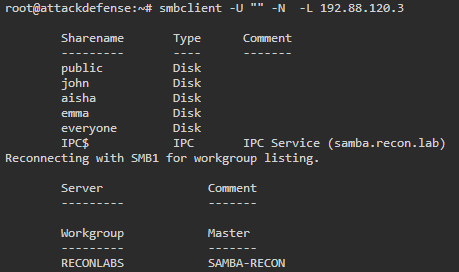 root@attackdefense:~# smbclient -U "" -N  -L 192.88.120.3
Sharename       Type      Comment
---------       ----      -------
public          Disk
john            Disk
aisha           Disk
emma            Disk
everyone        Disk
IPC$            IPC       IPC Service (samba.recon.lab)
Reconnecting with SMB1 for workgroup listing.
Server               Comment
---------            -------
Workgroup            Master
---------            -------
RECONLABS            SAMBA-RECON